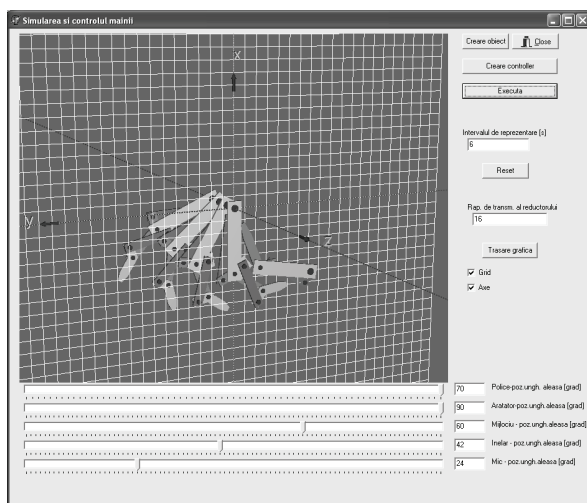 Simularea si controlul mainii
Creare obiect
Close
Creare controller
Executa
Intervalul de reprezentare [s]
6
Reset
Rap. de transm. al reductorului
16
Trasare grafica
Grid
Axe
x
y
z
70 Police-poz.ungh. aleasa [grad]
90 Aratator-poz.ungh.aleasa [grad]
60 Mijlociu - poz.ungh.aleasa [grad]
42 Inelar - poz.ungh.aleasa [grad]
24 Mic - poz.ungh.aleasa [grad]